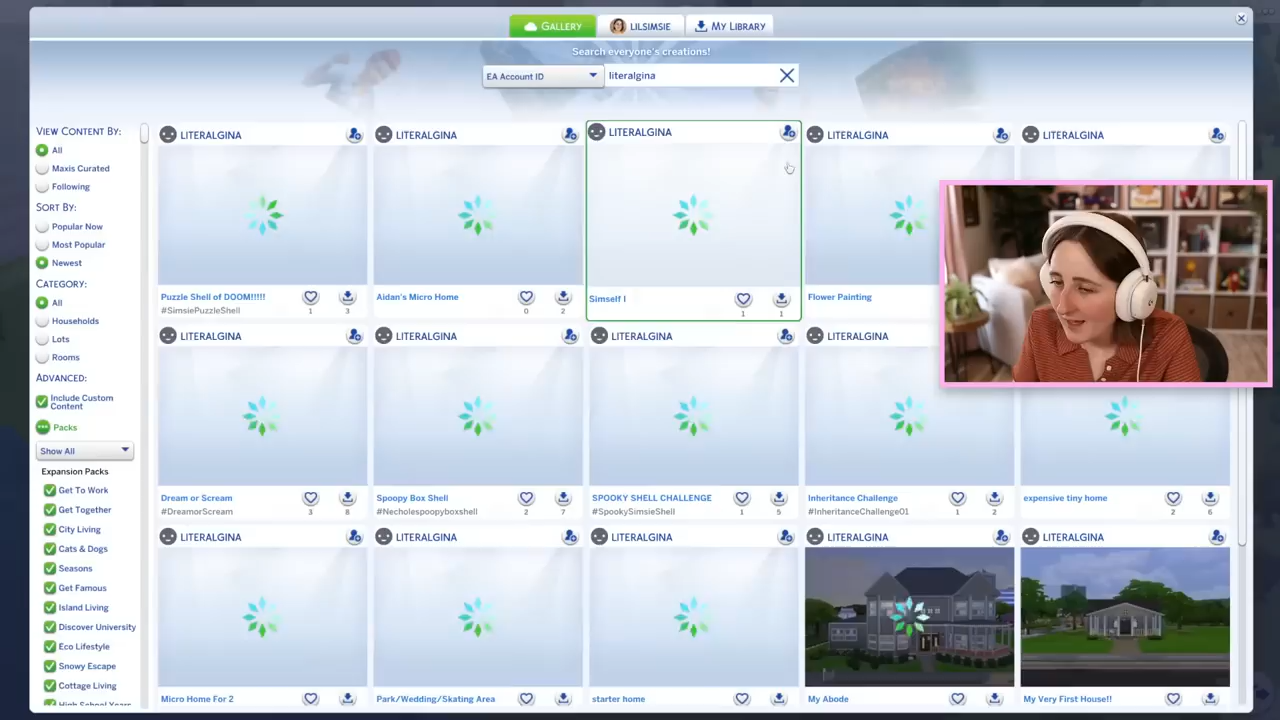 GALLERY
LILSIMSIE
MY LIBRARY
Search everyone's creations!
EA Account ID
literalgina
VIEW CONTENT BY:
All
Maxis Curated
Following
SORT BY:
Popular Now
Most Popular
Newest
CATEGORY:
All
Households
Lots
Rooms
ADVANCED:
Include Custom
Content
Packs
Show All
Expansion Packs
Get To Work
Get Together
City Living
Cats & Dogs
Seasons
Get Famous
Island Living
Discover University
Eco Lifestyle
Snowy Escape
Cottage Living
High School Years
LITERALGINA
Puzzle Shell of DOOM!!!!!
#SimsiePuzzleShell
1
3
LITERALGINA
Aidan's Micro Home
0
2
LITERALGINA
Simself I
1
1
LITERALGINA
Flower Painting
LITERALGINA
LITERALGINA
Dream or Scream
#DreamorScream
3
8
LITERALGINA
Spoopy Box Shell
#Necholespoopyboxshell
2
7
LITERALGINA
SPOOKY SHELL CHALLENGE
#SpookySimsieShell
1
5
LITERALGINA
Inheritance Challenge
#InheritanceChallenge01
1
2
expensive tiny home
2
6
LITERALGINA
Micro Home For 2
LITERALGINA
Park/Wedding/Skating Area
LITERALGINA
starter home
LITERALGINA
My Abode
LITERALGINA
My Very First House!!